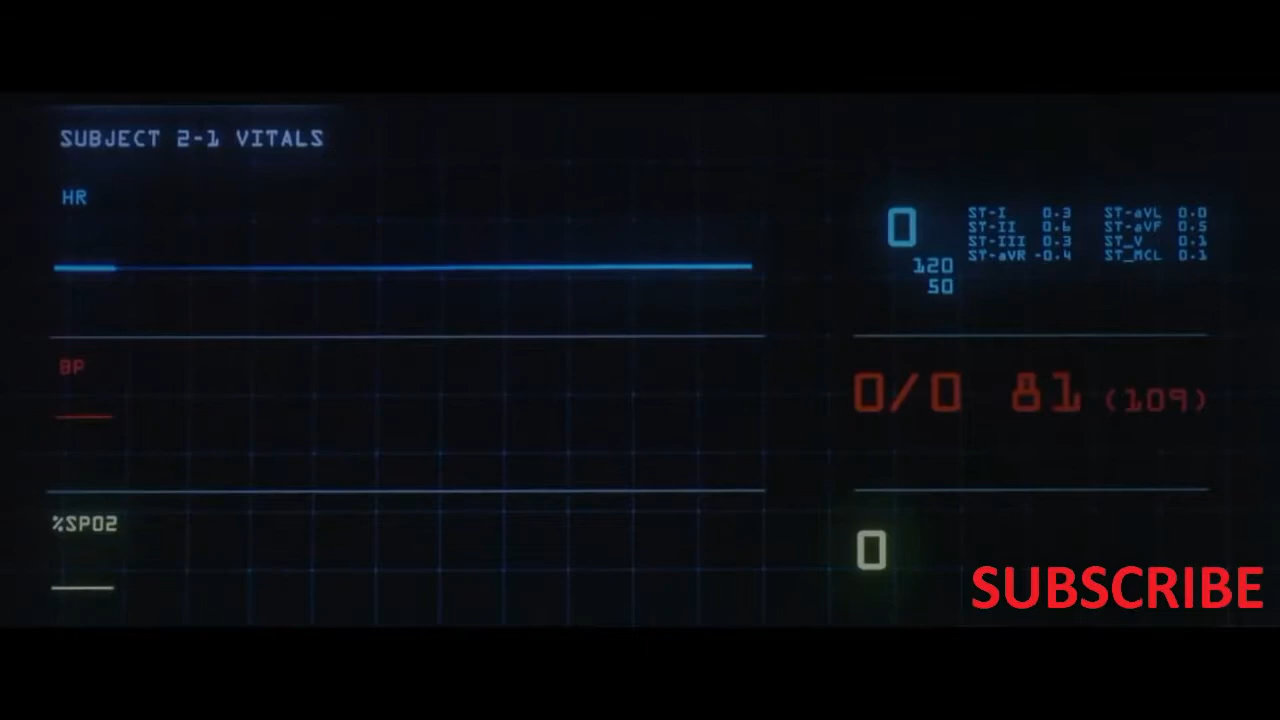 SUBJECT 2-1 VITALS
HR
0
120
50
ST-I 0.3 ST-aVL 0.0
ST-II 0.6 ST-aVF 0.5
ST-III 0.3 ST_V 0.1
ST-aVR -0.4 ST_MCL 0.1
BP
0/0 81 (109)
%SPO2
0
SUBSCRIBE